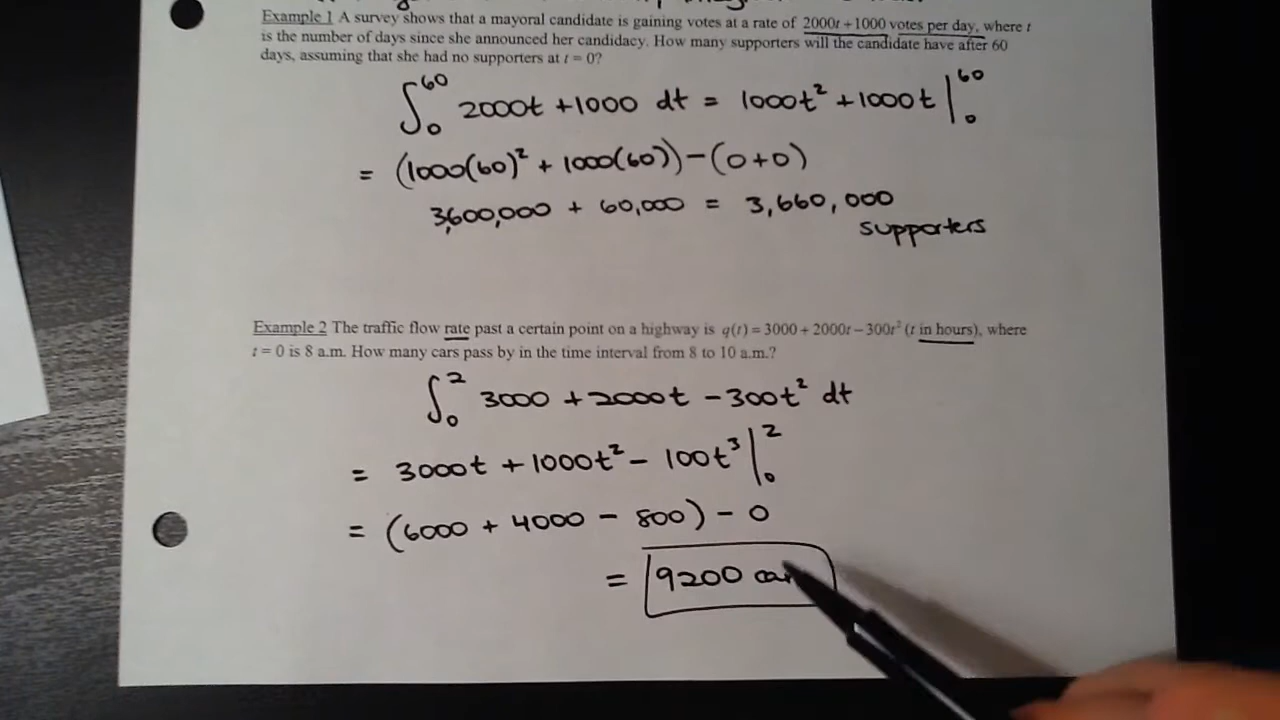 Example 1 A survey shows that a mayoral candidate is gaining votes at a rate of 2000t + 1000 votes per day, where t
is the number of days since she announced her candidacy. How many supporters will the candidate have after 60
days, assuming that she had no supporters at t = 0?
∫₀⁶⁰ 2000t + 1000 dt = 1000t² + 1000t |₀⁶⁰
= (1000(60)² + 1000(60)) - (0+0)
3,600,000 + 60,000 = 3,660,000
supporters
Example 2 The traffic flow rate past a certain point on a highway is q(t) = 3000 + 2000t − 300t² (t in hours), where
t = 0 is 8 a.m. How many cars pass by in the time interval from 8 to 10 a.m.?
∫₀² 3000 + 2000t - 300t² dt
= 3000t + 1000t² - 100t³ |₀²
= (6000 + 4000 - 800) - 0
= 9200